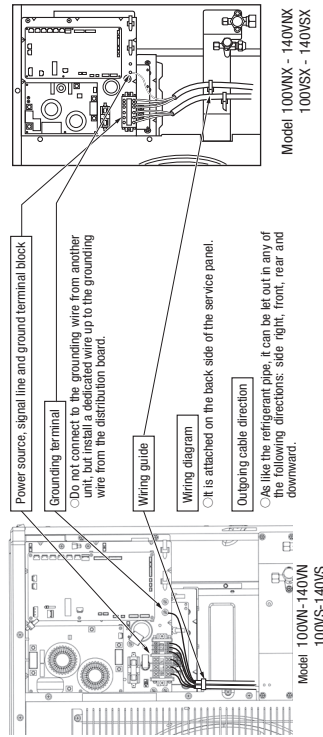 Power source, signal line and ground terminal block
Grounding terminal
○Do not connect to the grounding wire from another
unit, but install a dedicated wire up to the grounding
wire from the distribution board.
Wiring guide
Wiring diagram
○It is attached on the back side of the service panel.
Outgoing cable direction
○As like the refrigerant pipe, it can be let out in any of
the following directions: side right, front, rear and
downward.
Model 100VN-140VN
100VS-140VS
Model 100VNX - 140VNX
100VSX - 140VSX